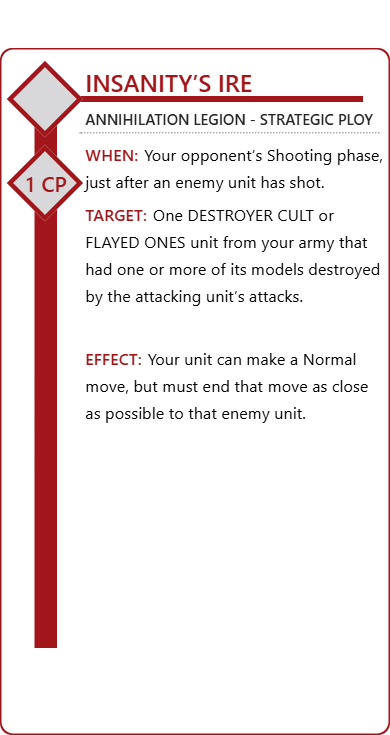 INSANITY’S IRE
ANNIHILATION LEGION - STRATEGIC PLOY
1 CP
WHEN: Your opponent’s Shooting phase,
just after an enemy unit has shot.
TARGET: One DESTROYER CULT or
FLAYED ONES unit from your army that
had one or more of its models destroyed
by the attacking unit’s attacks.
EFFECT: Your unit can make a Normal
move, but must end that move as close
as possible to that enemy unit.